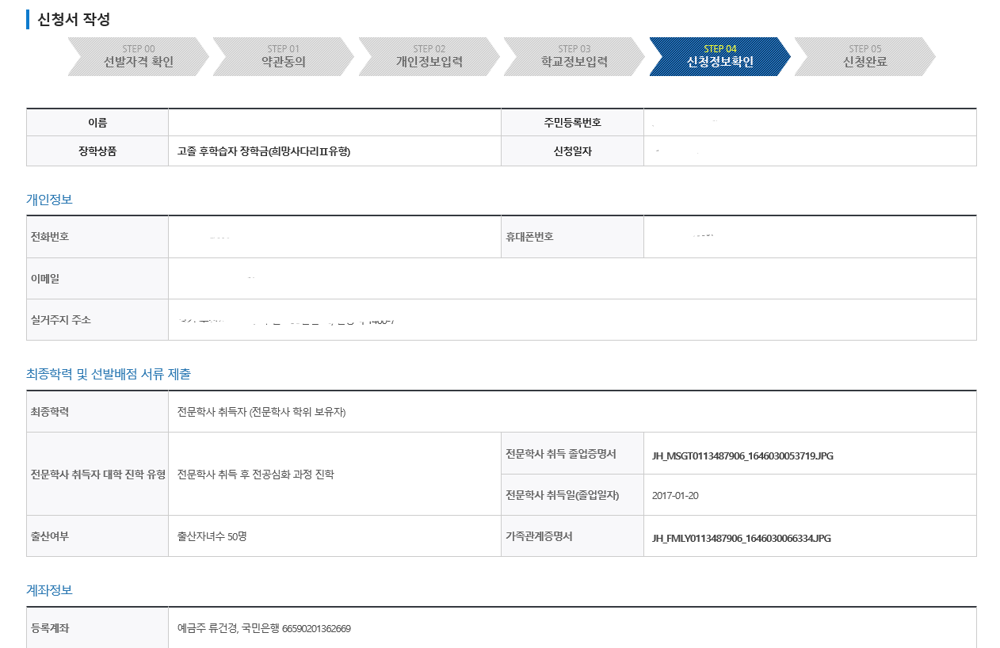 신청서 작성
STEP 00 STEP 01 STEP 02 STEP 03 STEP 04 STEP 05
선발자격 확인 약관동의 개인정보입력 학교정보입력 신청정보확인 신청완료
이름 주민등록번호
장학상품 고졸 후학습자 장학금(희망사다리Ⅱ유형) 신청일자
개인정보
전화번호 휴대폰번호
이메일
실거주지 주소
최종학력 및 선발배점 서류 제출
최종학력 전문학사 취득자 (전문학사 학위 보유자)
전문학사 취득자 대학 진학 유형 전문학사 취득 후 전공심화 과정 진학 전문학사 취득 졸업증명서 JH_MSGT0113487906_1646030053719.JPG
전문학사 취득일(졸업일자) 2017-01-20
출산여부 출산자녀수 50명 가족관계증명서 JH_FMLY0113487906_1646030066334.JPG
계좌정보
등록계좌 예금주 류건경, 국민은행 66590201362669